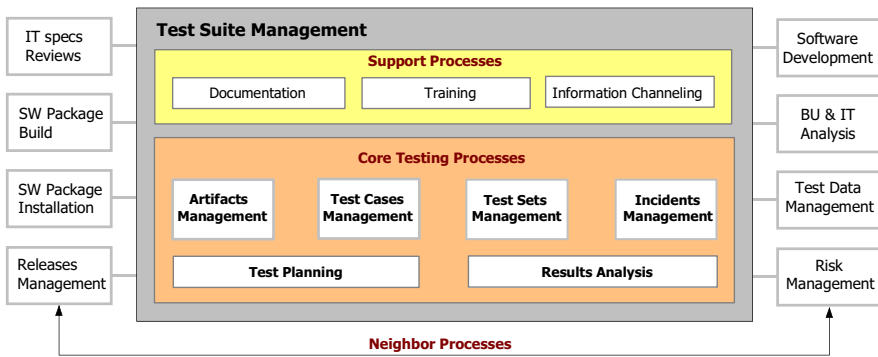 Test Suite Management
IT specs
Reviews
SW Package
Build
SW Package
Installation
Releases
Management
Support Processes
Documentation
Training
Information Channeling
Core Testing Processes
Artifacts
Management
Test Cases
Management
Test Sets
Management
Incidents
Management
Test Planning
Results Analysis
Software
Development
BU & IT
Analysis
Test Data
Management
Risk
Management
Neighbor Processes